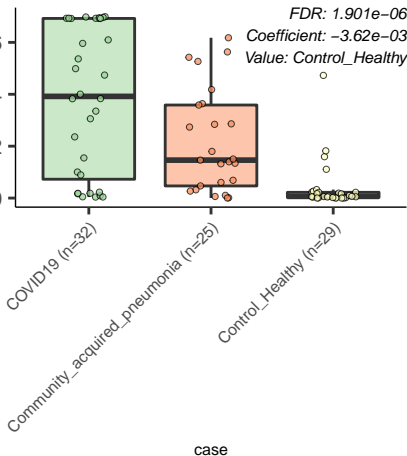 FDR: 1.901e−06
Coefficient: −3.62e−03
Value: Control_Healthy
COVID19 (n=32)
Community_acquired_pneumonia (n=25)
Control_Healthy (n=29)
case